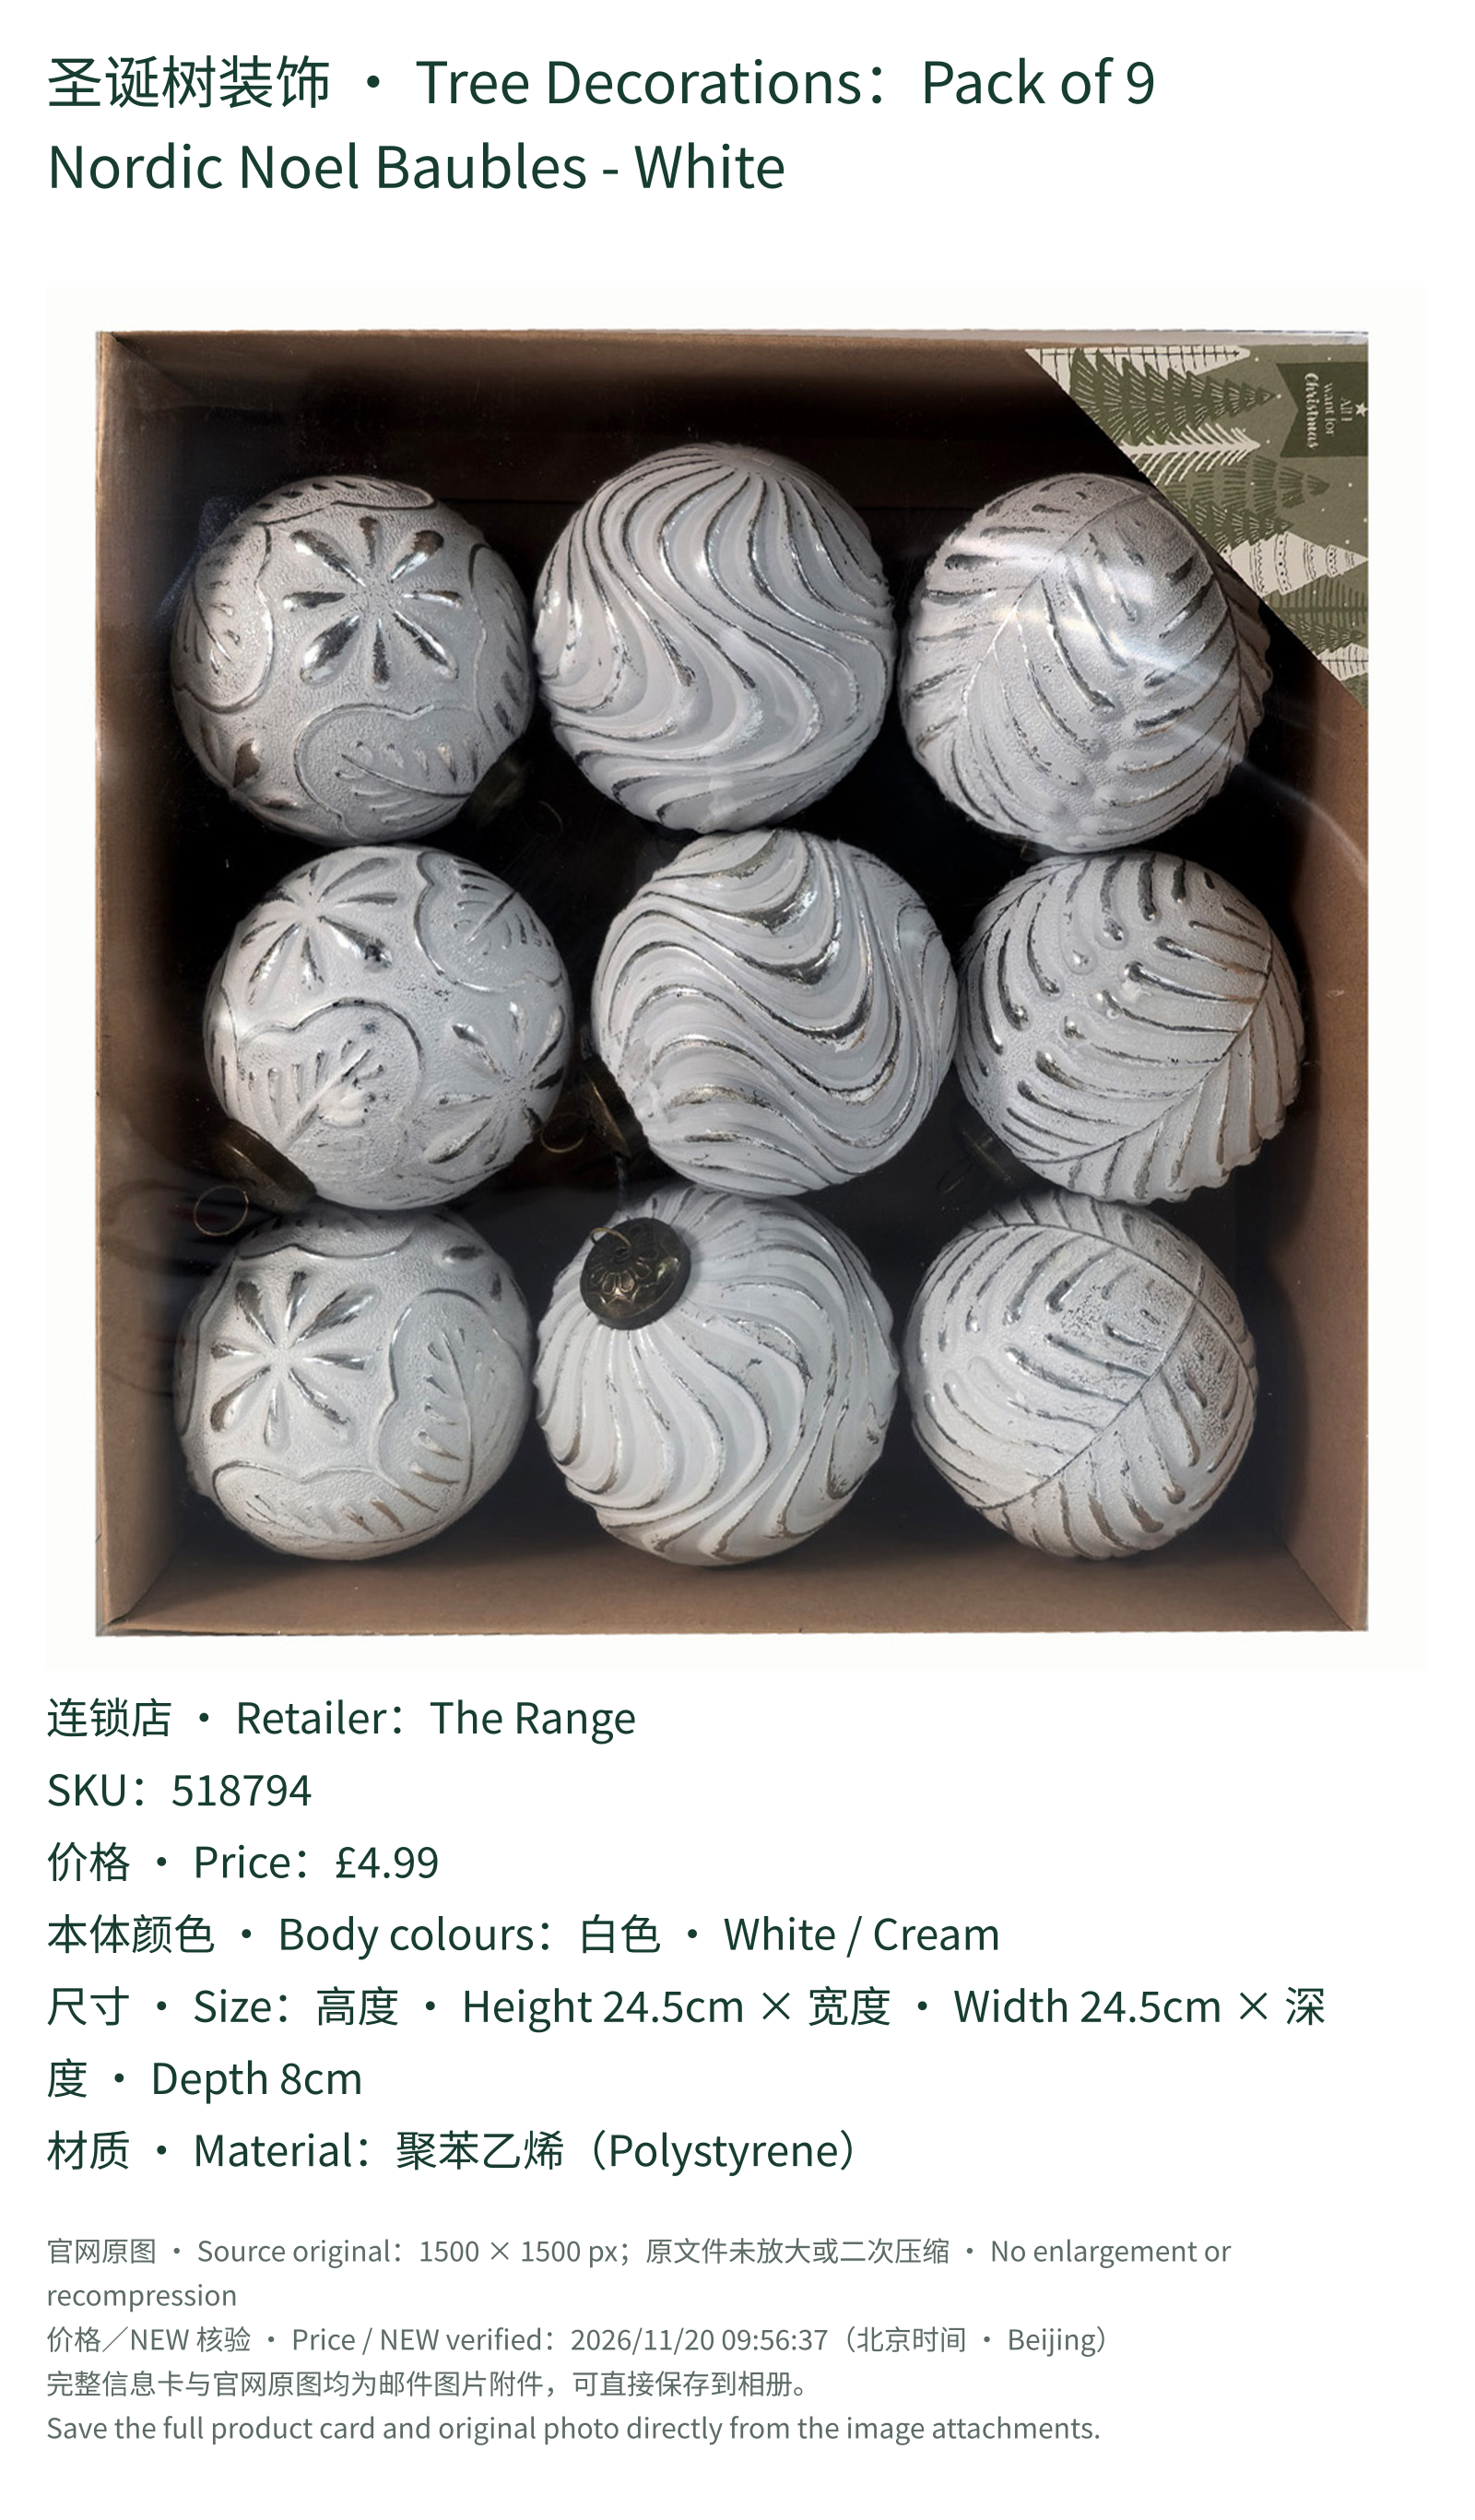 圣诞树装饰 · Tree Decorations：Pack of 9
Nordic Noel Baubles - White
All I
want for
Christmas
连锁店 · Retailer：The Range
SKU：518794
价格 · Price：£4.99
本体颜色 · Body colours：白色 · White / Cream
尺寸 · Size：高度 · Height 24.5cm × 宽度 · Width 24.5cm × 深
度 · Depth 8cm
材质 · Material：聚苯乙烯（Polystyrene）
官网原图 · Source original：1500 × 1500 px；原文件未放大或二次压缩 · No enlargement or
recompression
价格／NEW 核验 · Price / NEW verified：2026/11/20 09:56:37（北京时间 · Beijing）
完整信息卡与官网原图均为邮件图片附件，可直接保存到相册。
Save the full product card and original photo directly from the image attachments.